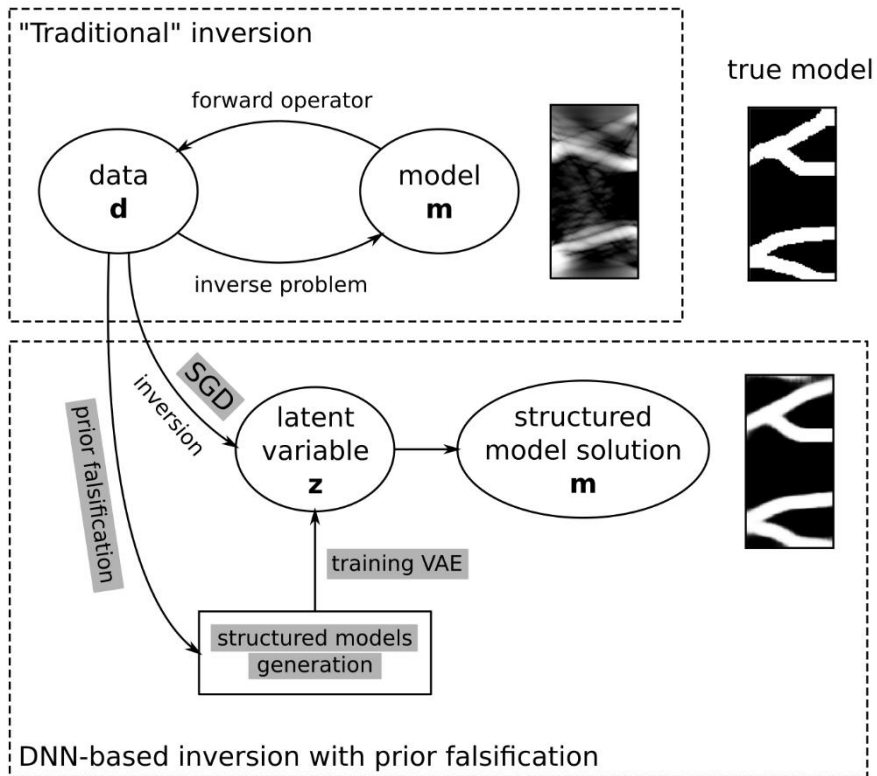 "Traditional" inversion
true model
forward operator
data
d
model
m
inverse problem
SGD
inversion
prior falsification
latent
variable
z
structured
model solution
m
training VAE
structured models
generation
DNN-based inversion with prior falsification